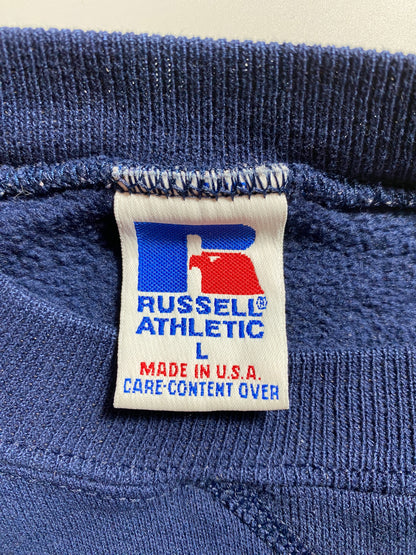 RUSSELL®
ATHLETIC
L
MADE IN U.S.A.
CARE-CONTENT OVER